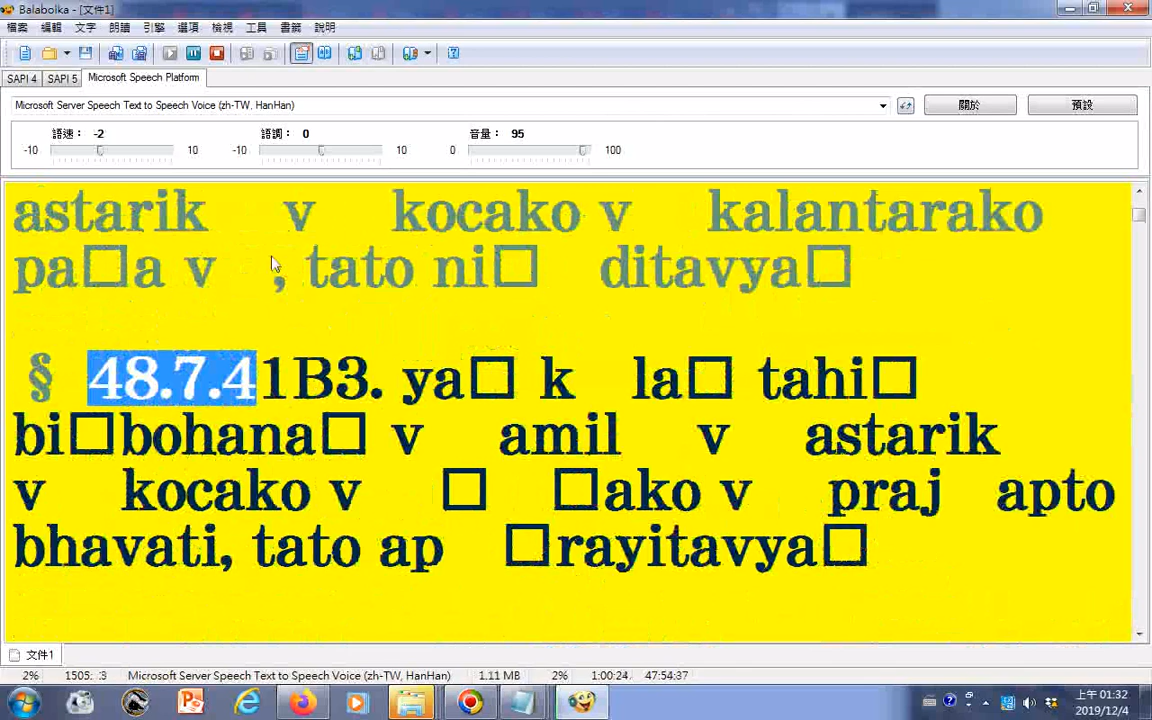 Balabolka - [文件1]
檔案 編輯 文字 朗讀 引擎 選項 檢視 工具 書籤 說明
SAPI 4 SAPI 5 Microsoft Speech Platform
Microsoft Server Speech Text to Speech Voice (zh-TW, HanHan) 關於 預設
語速: -2 語調: 0 音量: 95
-10 10 -10 10 0 100
astarik v kocako v kalantarako
pa□a v , tato ni□ ditavya□
§ 48.7.41B3. ya□ k la□ tahi□
bi□bohana□ v amil v astarik
v kocako v □ □ako v praj apto
bhavati, tato ap □rayitavya□
文件1
2% 1505: :3 Microsoft Server Speech Text to Speech Voice (zh-TW, HanHan) 1.11 MB 2% 1:00:24 47:54:37
上午 01:32
2019/12/4